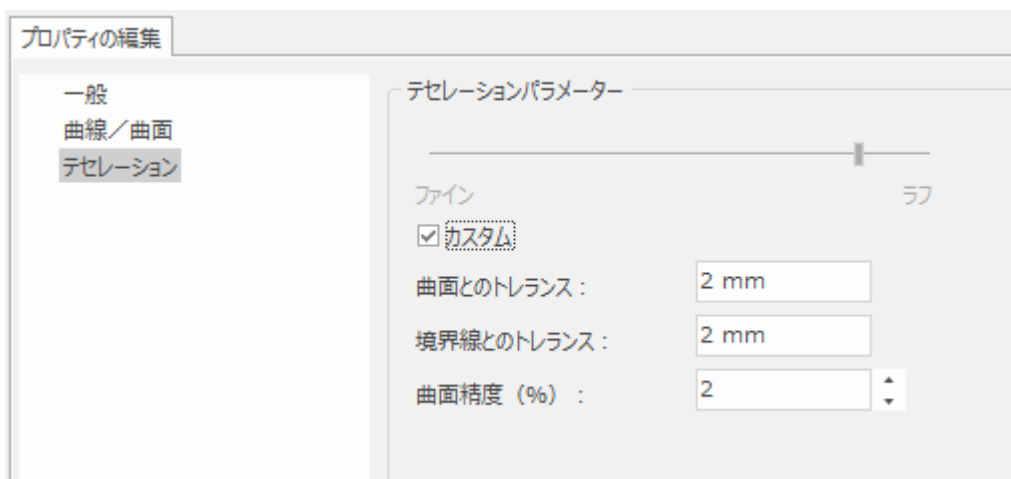 プロパティの編集
一般
曲線/曲面
テセレーション
テセレーションパラメーター
ファイン ラフ
カスタム
曲面とのトレランス: 2 mm
境界線とのトレランス: 2 mm
曲面精度(%) : 2